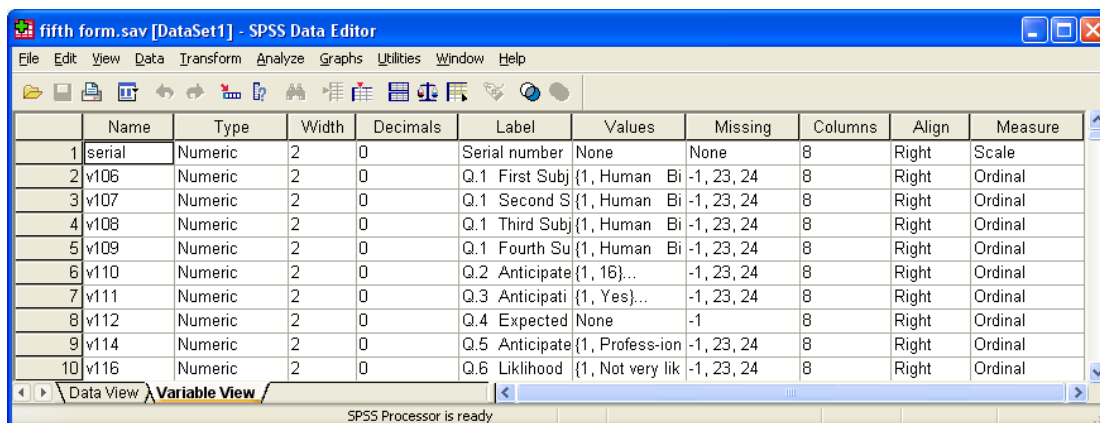 fifth form.sav [DataSet1] - SPSS Data Editor
File Edit View Data Transform Analyze Graphs Utilities Window Help
Name Type Width Decimals Label Values Missing Columns Align Measure
1 serial Numeric 2 0 Serial number None None 8 Right Scale
2 v106 Numeric 2 0 Q.1 First Subj {1, Human Bi -1, 23, 24 8 Right Ordinal
3 v107 Numeric 2 0 Q.1 Second S {1, Human Bi -1, 23, 24 8 Right Ordinal
4 v108 Numeric 2 0 Q.1 Third Subj {1, Human Bi -1, 23, 24 8 Right Ordinal
5 v109 Numeric 2 0 Q.1 Fourth Su {1, Human Bi -1, 23, 24 8 Right Ordinal
6 v110 Numeric 2 0 Q.2 Anticipate {1, 16}... -1, 23, 24 8 Right Ordinal
7 v111 Numeric 2 0 Q.3 Anticipati {1, Yes}... -1, 23, 24 8 Right Ordinal
8 v112 Numeric 2 0 Q.4 Expected None -1 8 Right Ordinal
9 v114 Numeric 2 0 Q.5 Anticipate {1, Profess-ion -1, 23, 24 8 Right Ordinal
10 v116 Numeric 2 0 Q.6 Liklihood {1, Not very lik -1, 23, 24 8 Right Ordinal
Data View Variable View
SPSS Processor is ready